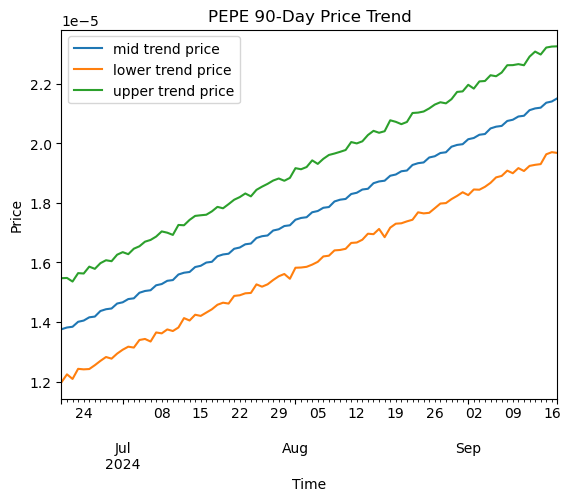 PEPE 90-Day Price Trend
1e−5
mid trend price
lower trend price
upper trend price
2.2
2.0
1.8
1.6
1.4
1.2
Price
24 08 15 22 29 05 12 19 26 02 09 16
Jul Aug Sep
2024
Time